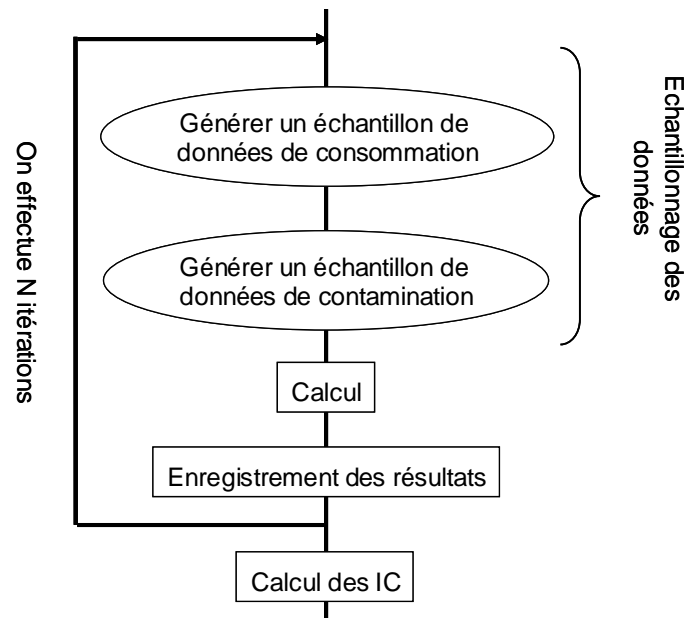 Générer un échantillon de
données de consommation
Générer un échantillon de
données de contamination
Calcul
Enregistrement des résultats
Calcul des IC
On effectue N itérations
Echantillonnage des
données